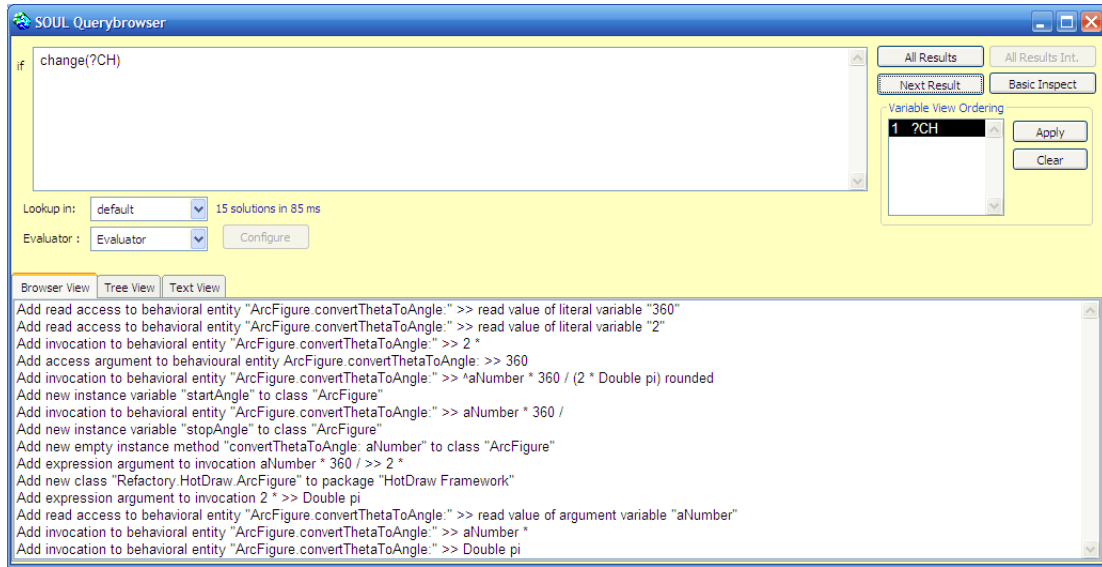 SOUL Querybrowser
if
change(?CH)
All Results
All Results Int.
Next Result
Basic Inspect
Variable View Ordering
1 ?CH
Apply
Clear
Lookup in:
default
15 solutions in 85 ms
Evaluator :
Evaluator
Configure
Browser View
Tree View
Text View
Add read access to behavioral entity "ArcFigure.convertThetaToAngle:" >> read value of literal variable "360"
Add read access to behavioral entity "ArcFigure.convertThetaToAngle:" >> read value of literal variable "2"
Add invocation to behavioral entity "ArcFigure.convertThetaToAngle:" >> 2 *
Add access argument to behavioural entity ArcFigure.convertThetaToAngle: >> 360
Add invocation to behavioral entity "ArcFigure.convertThetaToAngle:" >> ^aNumber * 360 / (2 * Double pi) rounded
Add new instance variable "startAngle" to class "ArcFigure"
Add invocation to behavioral entity "ArcFigure.convertThetaToAngle:" >> aNumber * 360 /
Add new instance variable "stopAngle" to class "ArcFigure"
Add new empty instance method "convertThetaToAngle: aNumber" to class "ArcFigure"
Add expression argument to invocation aNumber * 360 / >> 2 *
Add new class "Refactory.HotDraw.ArcFigure" to package "HotDraw Framework"
Add expression argument to invocation 2 * >> Double pi
Add read access to behavioral entity "ArcFigure.convertThetaToAngle:" >> read value of argument variable "aNumber"
Add invocation to behavioral entity "ArcFigure.convertThetaToAngle:" >> aNumber *
Add invocation to behavioral entity "ArcFigure.convertThetaToAngle:" >> Double pi